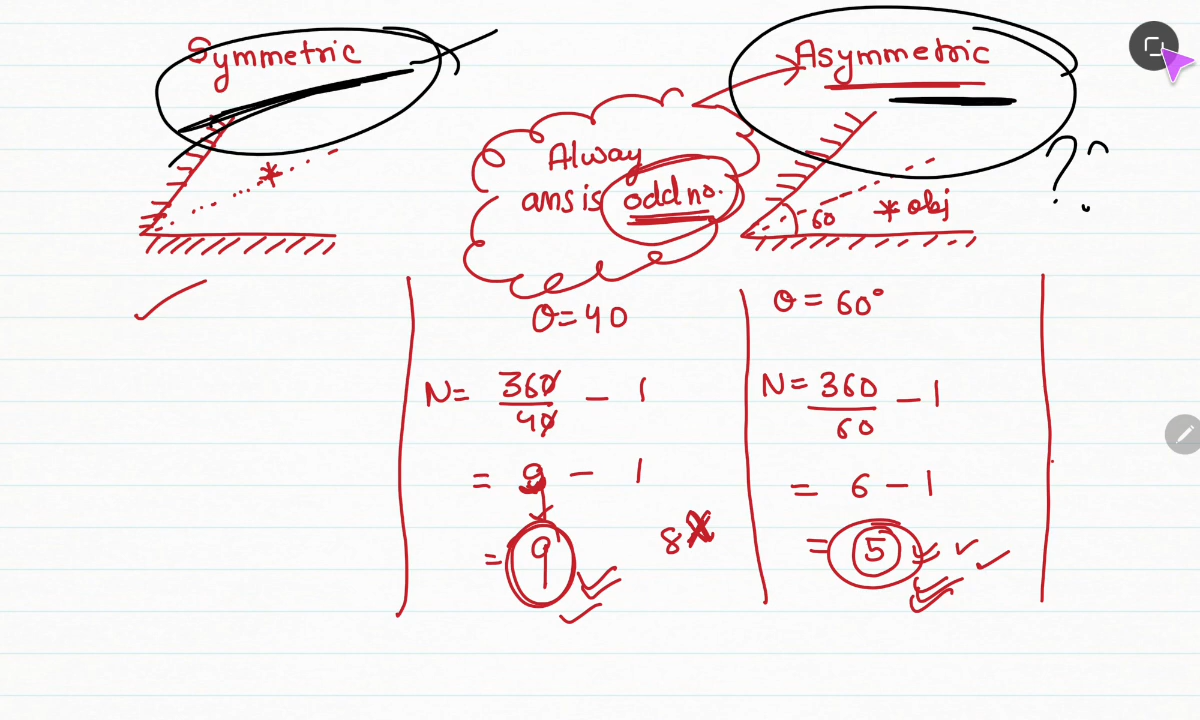 Symmetric
Asymmetric
Alway
ans is odd no.
60
* obj
*
??
θ = 40
N = 360/40 - 1
= 9 - 1
= 9
8
θ = 60°
N = 360/60 - 1
= 6 - 1
= 5